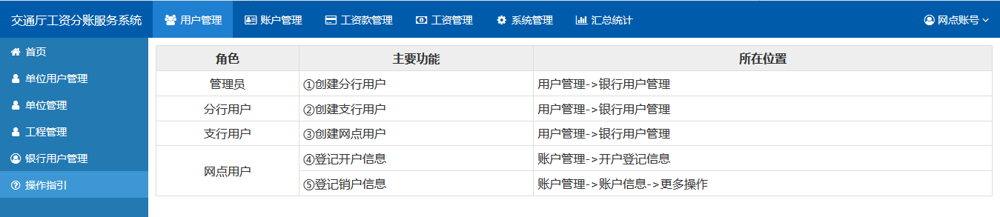 交通厅工资分账服务系统 用户管理 账户管理 工资款管理 工资管理 系统管理 汇总统计 网点账号
首页
单位用户管理
单位管理
工程管理
银行用户管理
操作指引
角色 主要功能 所在位置
管理员 ①创建分行用户 用户管理->银行用户管理
分行用户 ②创建支行用户 用户管理->银行用户管理
支行用户 ③创建网点用户 用户管理->银行用户管理
网点用户 ④登记开户信息 账户管理->开户登记信息
⑤登记销户信息 账户管理->账户信息->更多操作